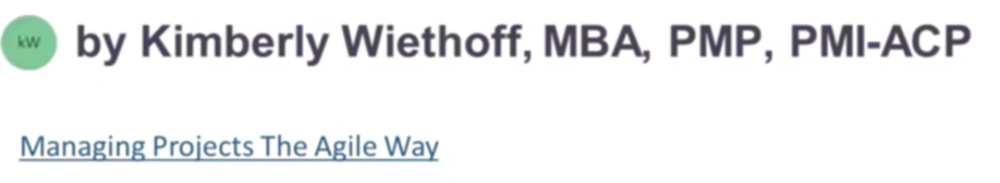 kW by Kimberly Wiethoff, MBA, PMP, PMI-ACP
Managing Projects The Agile Way